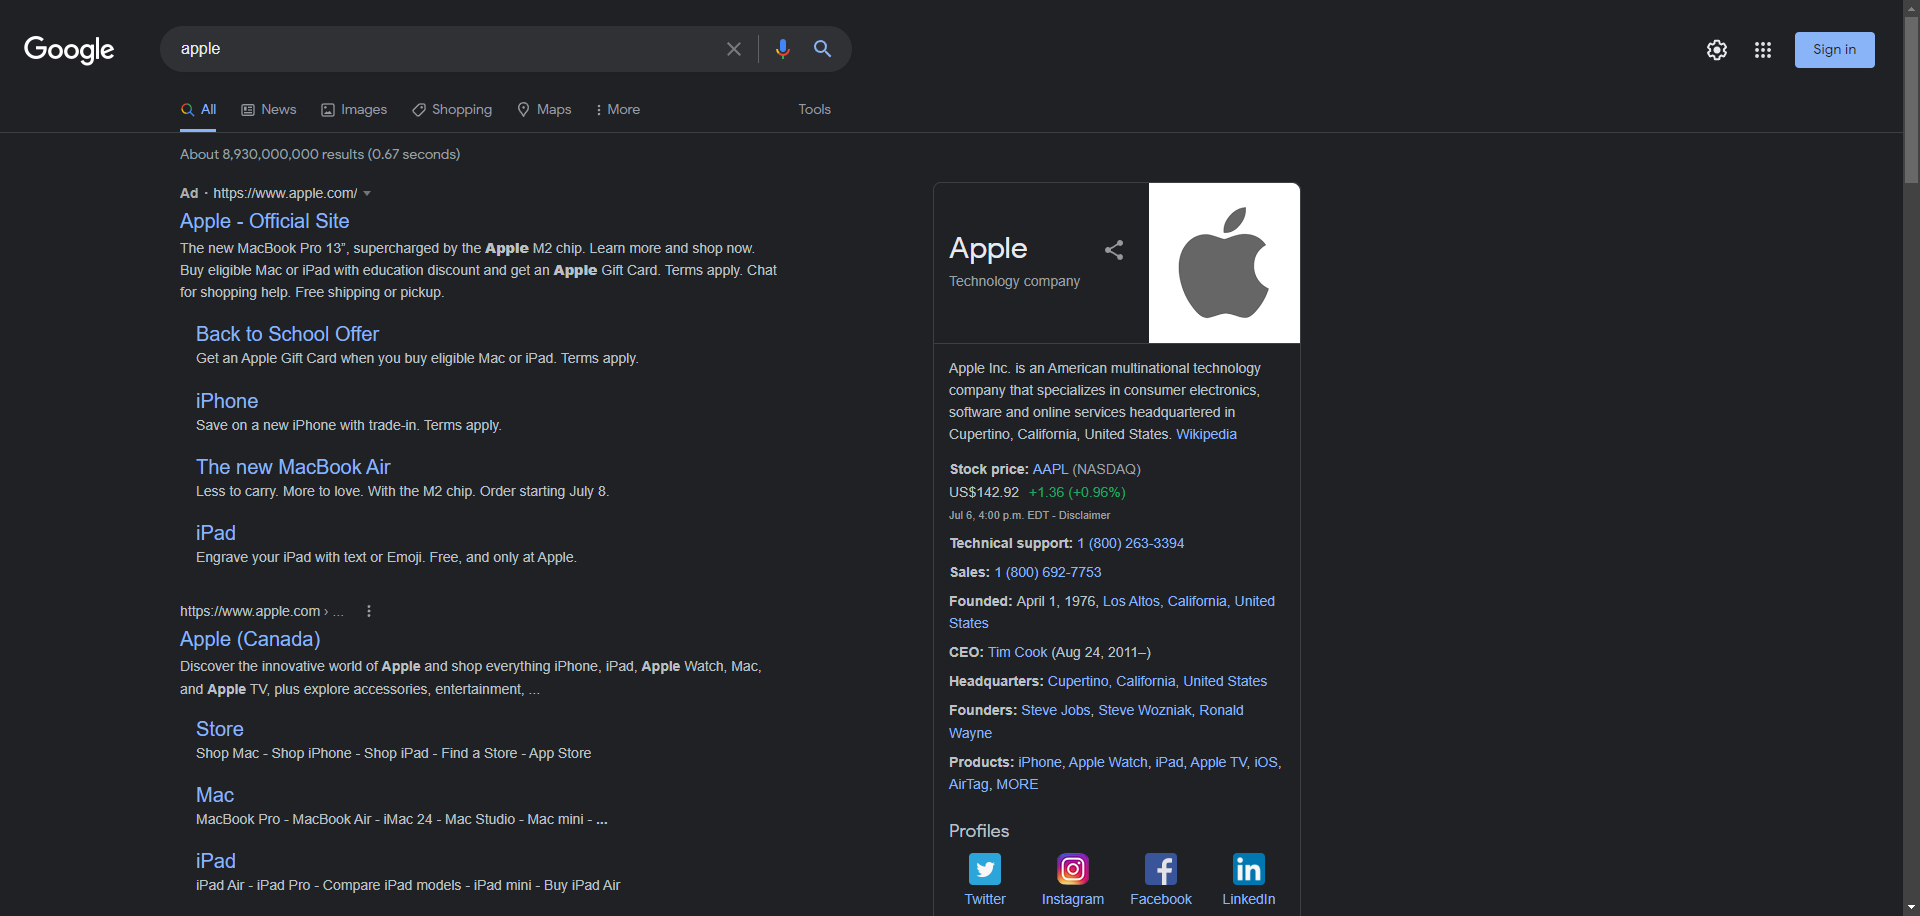 Google
apple
Sign in
All News Images Shopping Maps More Tools
About 8,930,000,000 results (0.67 seconds)
Ad · https://www.apple.com/
Apple - Official Site
The new MacBook Pro 13”, supercharged by the Apple M2 chip. Learn more and shop now.
Buy eligible Mac or iPad with education discount and get an Apple Gift Card. Terms apply. Chat
for shopping help. Free shipping or pickup.
Back to School Offer
Get an Apple Gift Card when you buy eligible Mac or iPad. Terms apply.
iPhone
Save on a new iPhone with trade-in. Terms apply.
The new MacBook Air
Less to carry. More to love. With the M2 chip. Order starting July 8.
iPad
Engrave your iPad with text or Emoji. Free, and only at Apple.
https://www.apple.com › ...
Apple (Canada)
Discover the innovative world of Apple and shop everything iPhone, iPad, Apple Watch, Mac,
and Apple TV, plus explore accessories, entertainment, ...
Store
Shop Mac - Shop iPhone - Shop iPad - Find a Store - App Store
Mac
MacBook Pro - MacBook Air - iMac 24 - Mac Studio - Mac mini - ...
iPad
iPad Air - iPad Pro - Compare iPad models - iPad mini - Buy iPad Air
Apple
Technology company
Apple Inc. is an American multinational technology
company that specializes in consumer electronics,
software and online services headquartered in
Cupertino, California, United States. Wikipedia
Stock price: AAPL (NASDAQ)
US$142.92 +1.36 (+0.96%)
Jul 6, 4:00 p.m. EDT - Disclaimer
Technical support: 1 (800) 263-3394
Sales: 1 (800) 692-7753
Founded: April 1, 1976, Los Altos, California, United
States
CEO: Tim Cook (Aug 24, 2011–)
Headquarters: Cupertino, California, United States
Founders: Steve Jobs, Steve Wozniak, Ronald
Wayne
Products: iPhone, Apple Watch, iPad, Apple TV, iOS,
AirTag, MORE
Profiles
Twitter Instagram Facebook LinkedIn